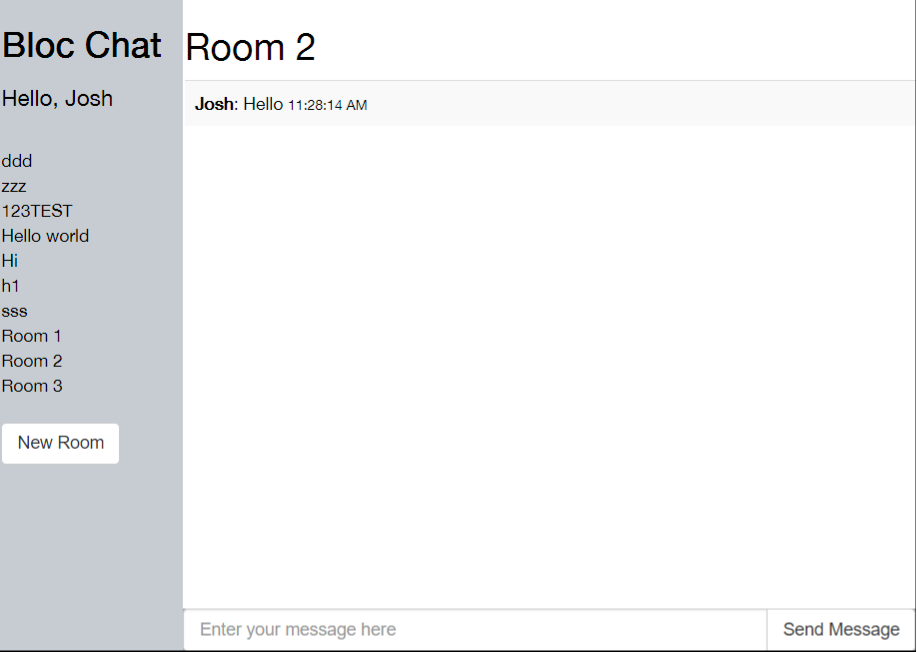 Bloc Chat
Hello, Josh
ddd
zzz
123TEST
Hello world
Hi
h1
sss
Room 1
Room 2
Room 3
New Room
Room 2
Josh: Hello 11:28:14 AM
Enter your message here
Send Message